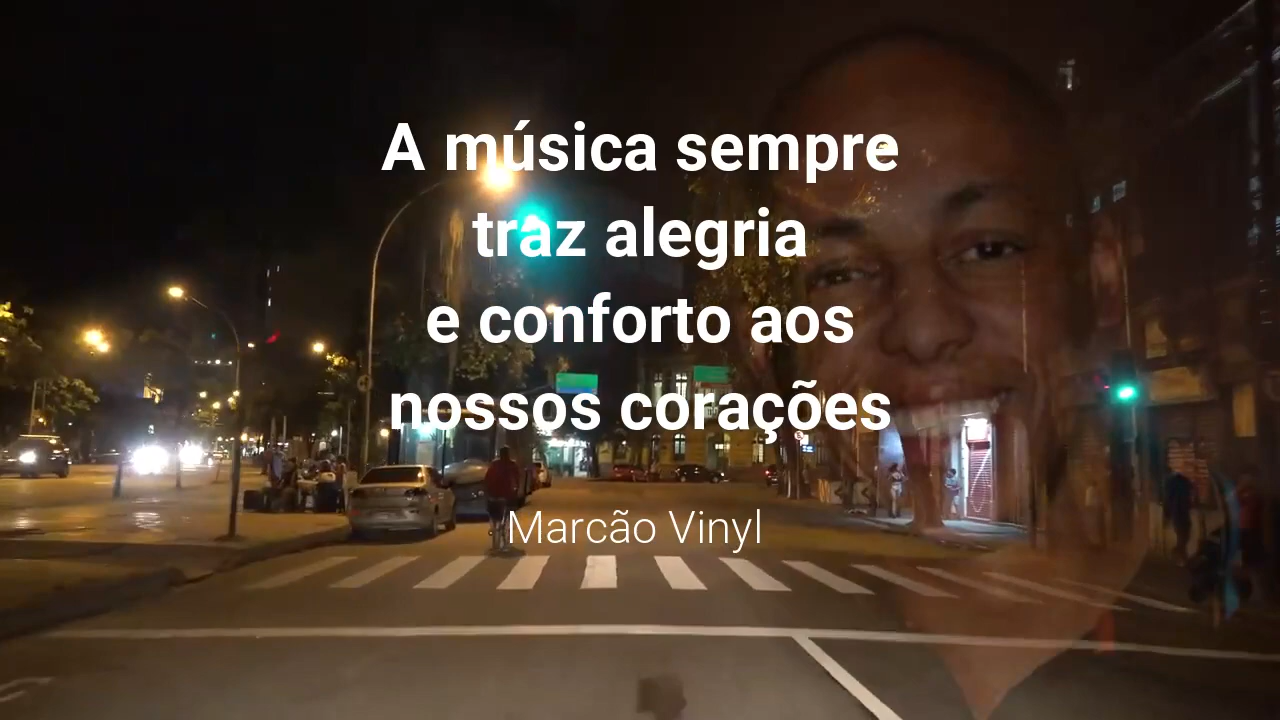 A música sempre
traz alegria
e conforto aos
nossos corações
Marcão Vinyl